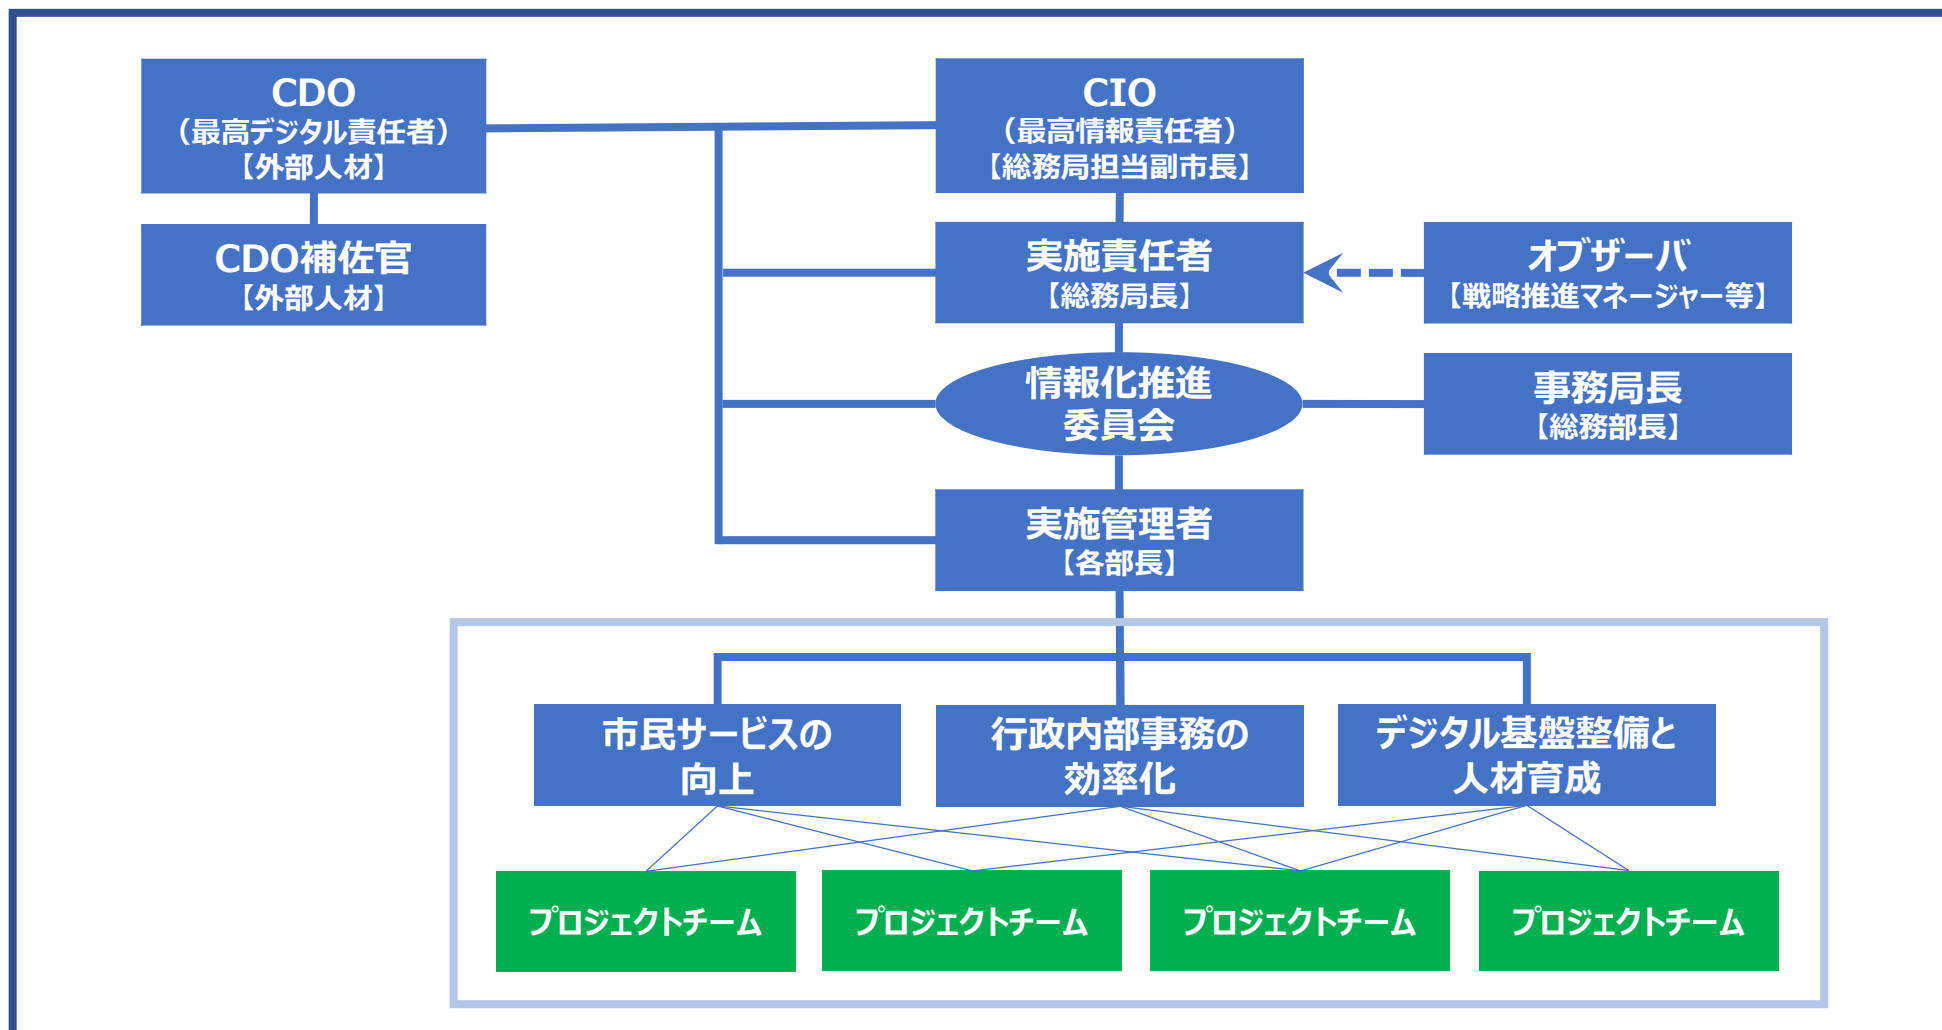 CDO
（最高デジタル責任者）
【外部人材】
CIO
（最高情報責任者）
【総務局担当副市長】
CDO補佐官
【外部人材】
実施責任者
【総務局長】
オブザーバ
【戦略推進マネージャー等】
情報化推進
委員会
事務局長
【総務部長】
実施管理者
【各部長】
市民サービスの
向上
行政内部事務の
効率化
デジタル基盤整備と
人材育成
プロジェクトチーム
プロジェクトチーム
プロジェクトチーム
プロジェクトチーム